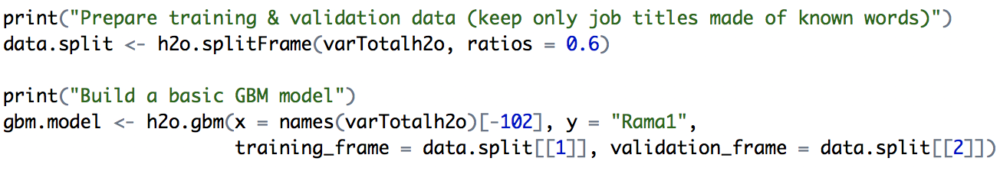 print("Prepare training & validation data (keep only job titles made of known words)")
data.split <- h2o.splitFrame(varTotalh2o, ratios = 0.6)
print("Build a basic GBM model")
gbm.model <- h2o.gbm(x = names(varTotalh2o)[-102], y = "Rama1",
training_frame = data.split[[1]], validation_frame = data.split[[2]])